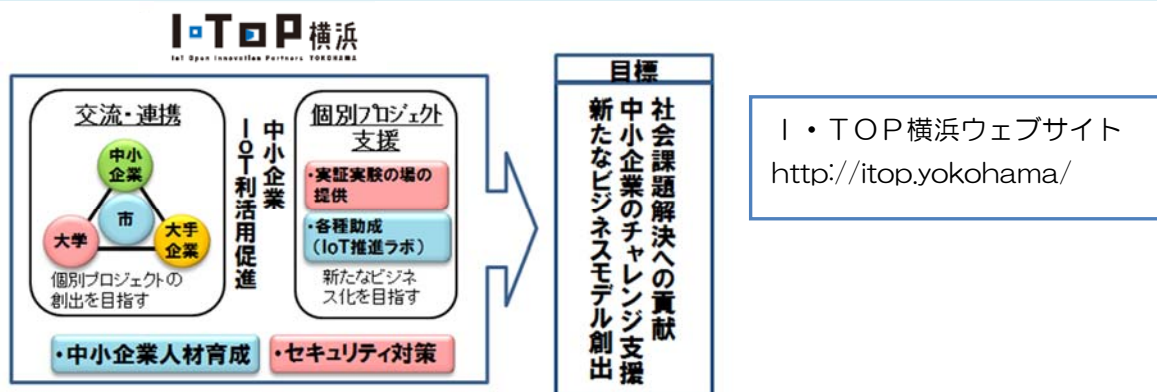 I・TOP横浜
IoT Open Innovation Partners YOKOHAMA
交流・連携
中小
企業
市
大学
大手
企業
個別プロジェクトの
創出を目指す
中小企業
IoT利活用促進
個別プロジェクト
支援
・実証実験の場の
提供
・各種助成
（IoT推進ラボ）
新たなビジネ
ス化を目指す
・中小企業人材育成
・セキュリティ対策
目標
社会課題解決への貢献
中小企業のチャレンジ支援
新たなビジネスモデル創出
I・TOP横浜ウェブサイト
http://itop.yokohama/